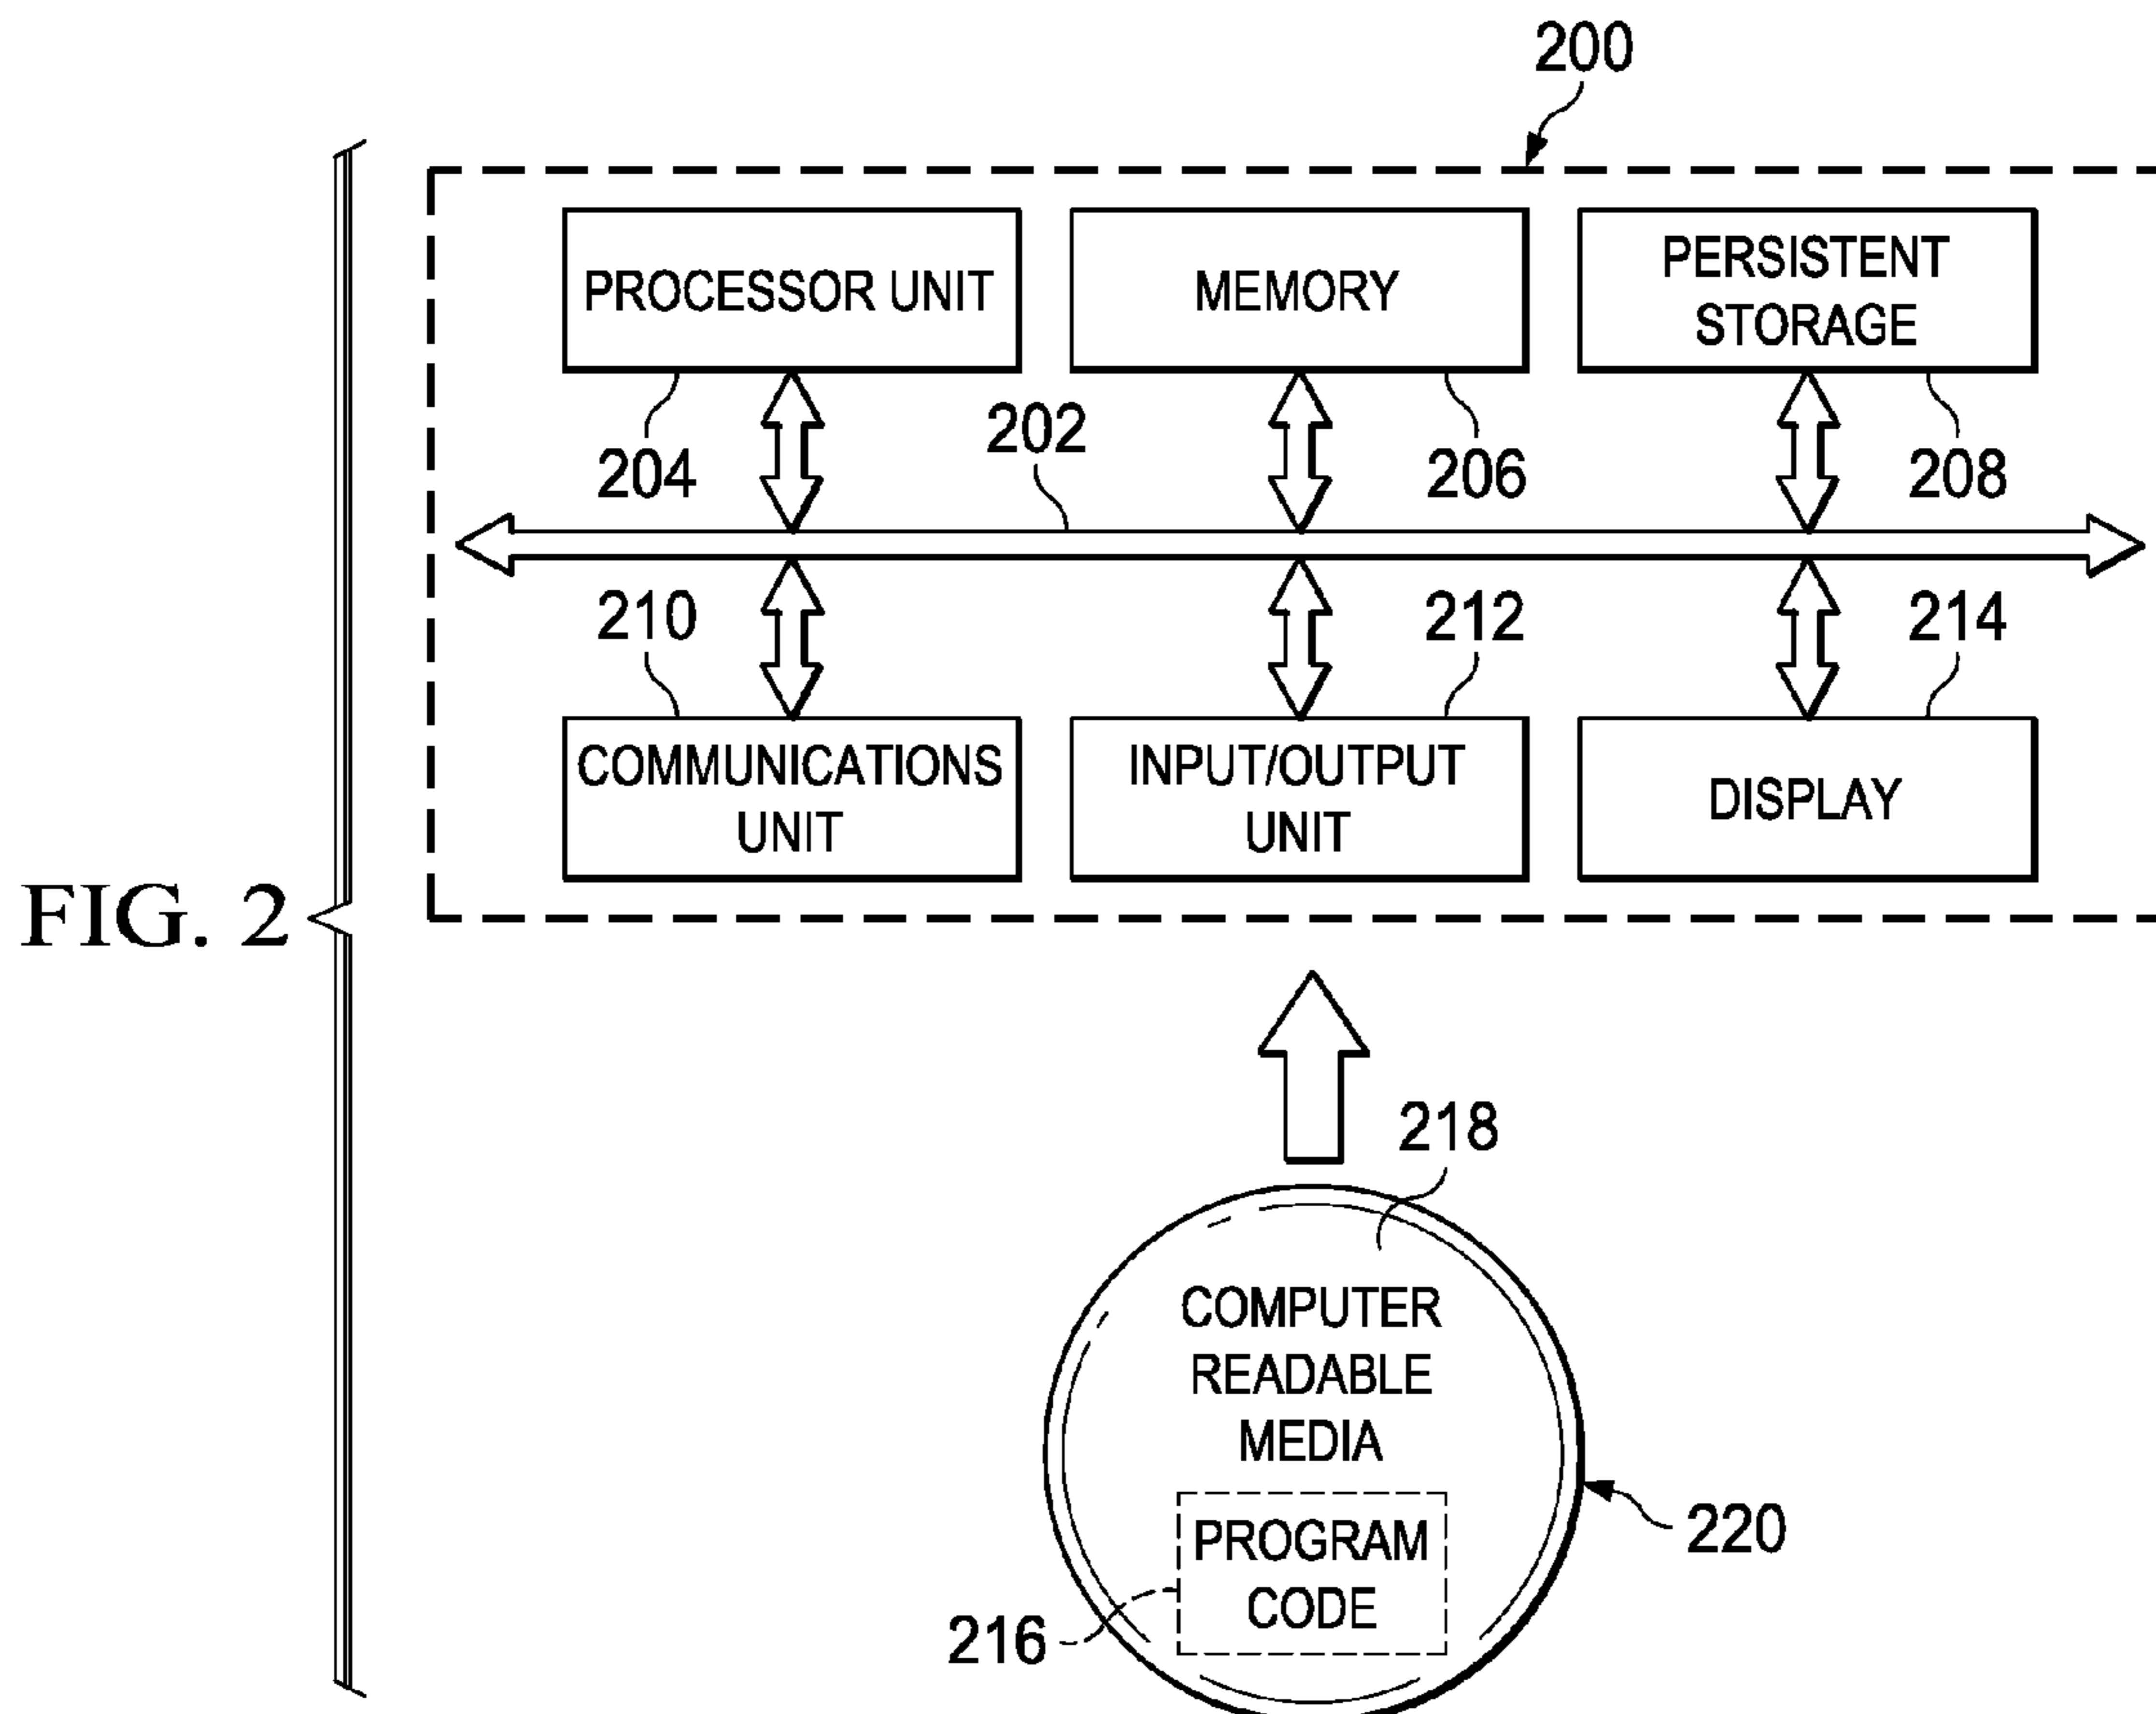 200
PROCESSOR UNIT
MEMORY
PERSISTENT
STORAGE
204
202
206
208
210
212
214
COMMUNICATIONS
UNIT
INPUT/OUTPUT
UNIT
DISPLAY
FIG. 2
218
COMPUTER
READABLE
MEDIA
PROGRAM
CODE
220
216